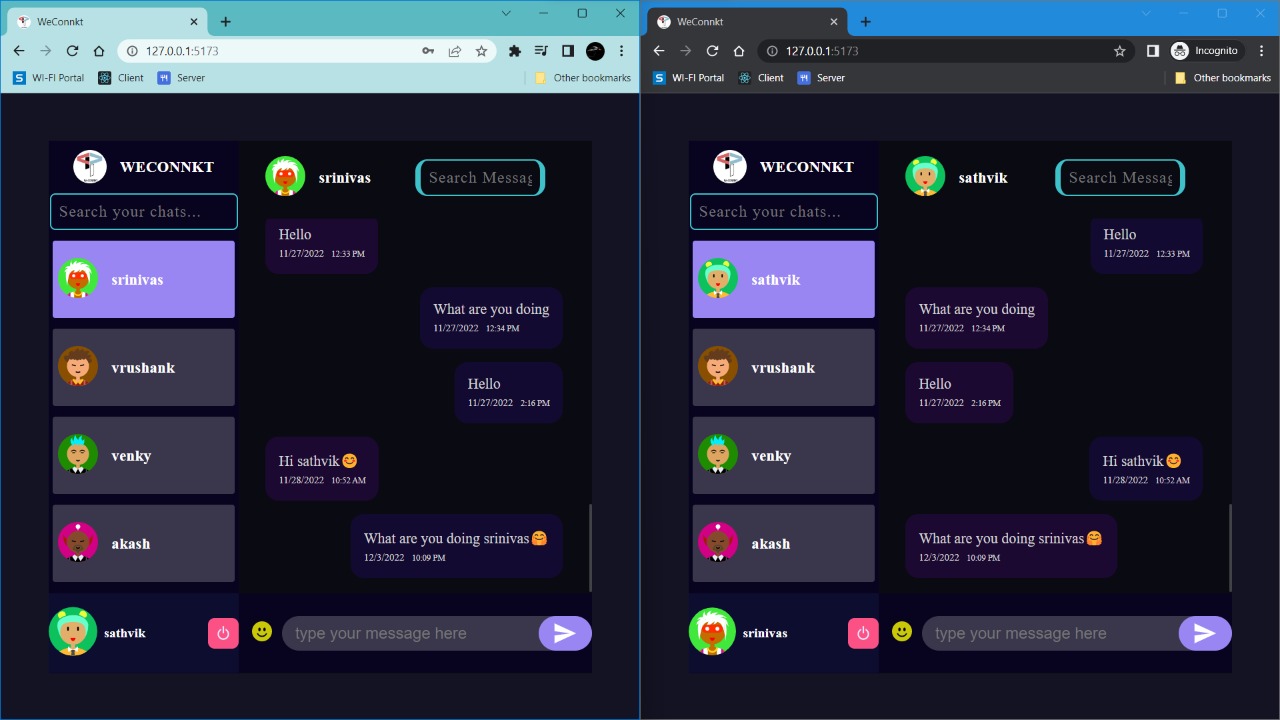 WeConnkt
127.0.0.1:5173
WI-FI Portal
Client
Server
Other bookmarks
WECONNKT
Search your chats...
srinivas
vrushank
venky
akash
sathvik
srinivas
Search Messag
Hello
11/27/2022 12:33 PM
What are you doing
11/27/2022 12:34 PM
Hello
11/27/2022 2:16 PM
Hi sathvik😊
11/28/2022 10:52 AM
What are you doing srinivas🤗
12/3/2022 10:09 PM
type your message here
WeConnkt
127.0.0.1:5173
Incognito
WI-FI Portal
Client
Server
Other bookmarks
WECONNKT
Search your chats...
sathvik
vrushank
venky
akash
srinivas
sathvik
Search Messag
Hello
11/27/2022 12:33 PM
What are you doing
11/27/2022 12:34 PM
Hello
11/27/2022 2:16 PM
Hi sathvik😊
11/28/2022 10:52 AM
What are you doing srinivas🤗
12/3/2022 10:09 PM
type your message here